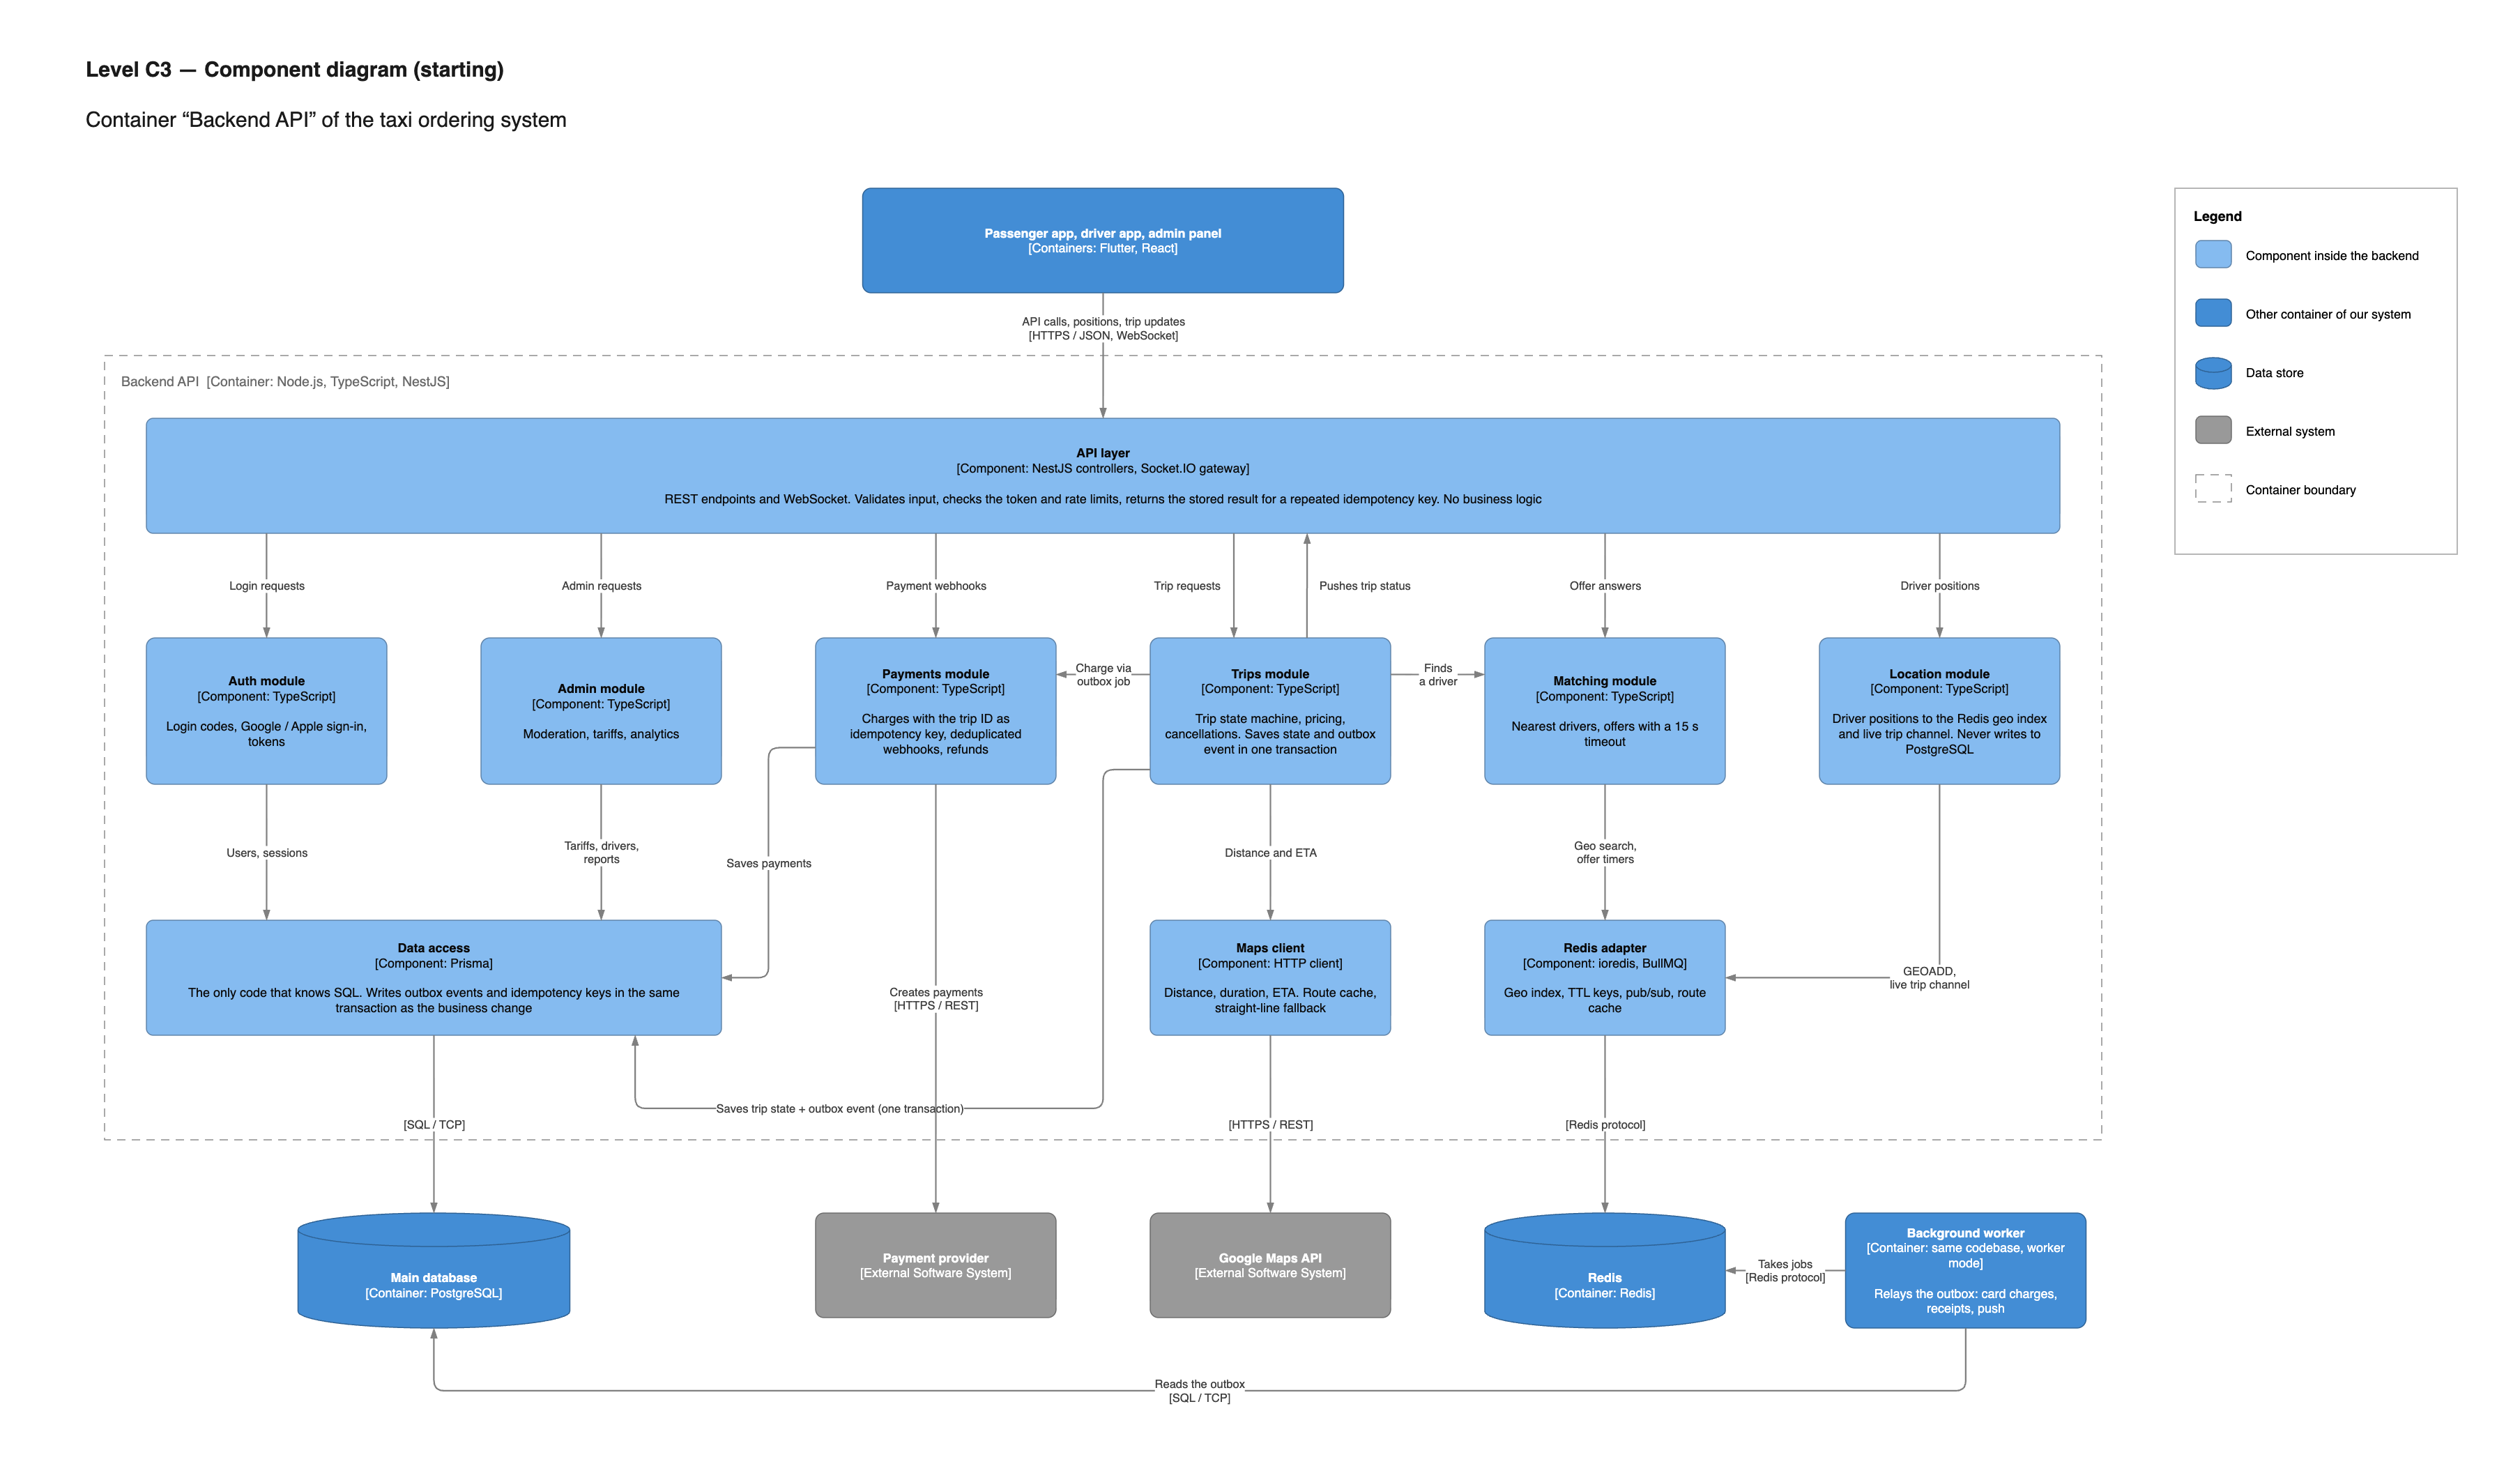 Level C3 — Component diagram (starting)
Container “Backend API” of the taxi ordering system
Passenger app, driver app, admin panel
[Containers: Flutter, React]
API calls, positions, trip updates
[HTTPS / JSON, WebSocket]
Legend
Component inside the backend
Other container of our system
Data store
External system
Container boundary
Backend API  [Container: Node.js, TypeScript, NestJS]
API layer
[Component: NestJS controllers, Socket.IO gateway]
REST endpoints and WebSocket. Validates input, checks the token and rate limits, returns the stored result for a repeated idempotency key. No business logic
Login requests
Admin requests
Payment webhooks
Trip requests
Pushes trip status
Offer answers
Driver positions
Auth module
[Component: TypeScript]
Login codes, Google / Apple sign-in,
tokens
Admin module
[Component: TypeScript]
Moderation, tariffs, analytics
Payments module
[Component: TypeScript]
Charges with the trip ID as
idempotency key, deduplicated
webhooks, refunds
Charge via
outbox job
Trips module
[Component: TypeScript]
Trip state machine, pricing,
cancellations. Saves state and outbox
event in one transaction
Finds
a driver
Matching module
[Component: TypeScript]
Nearest drivers, offers with a 15 s
timeout
Location module
[Component: TypeScript]
Driver positions to the Redis geo index
and live trip channel. Never writes to
PostgreSQL
Users, sessions
Tariffs, drivers,
reports
Saves payments
Distance and ETA
Geo search,
offer timers
Data access
[Component: Prisma]
The only code that knows SQL. Writes outbox events and idempotency keys in the same
transaction as the business change
Creates payments
[HTTPS / REST]
Maps client
[Component: HTTP client]
Distance, duration, ETA. Route cache,
straight-line fallback
Redis adapter
[Component: ioredis, BullMQ]
Geo index, TTL keys, pub/sub, route
cache
GEOADD,
live trip channel
Saves trip state + outbox event (one transaction)
[SQL / TCP]
[HTTPS / REST]
[Redis protocol]
Main database
[Container: PostgreSQL]
Payment provider
[External Software System]
Google Maps API
[External Software System]
Redis
[Container: Redis]
Takes jobs
[Redis protocol]
Background worker
[Container: same codebase, worker
mode]
Relays the outbox: card charges,
receipts, push
Reads the outbox
[SQL / TCP]